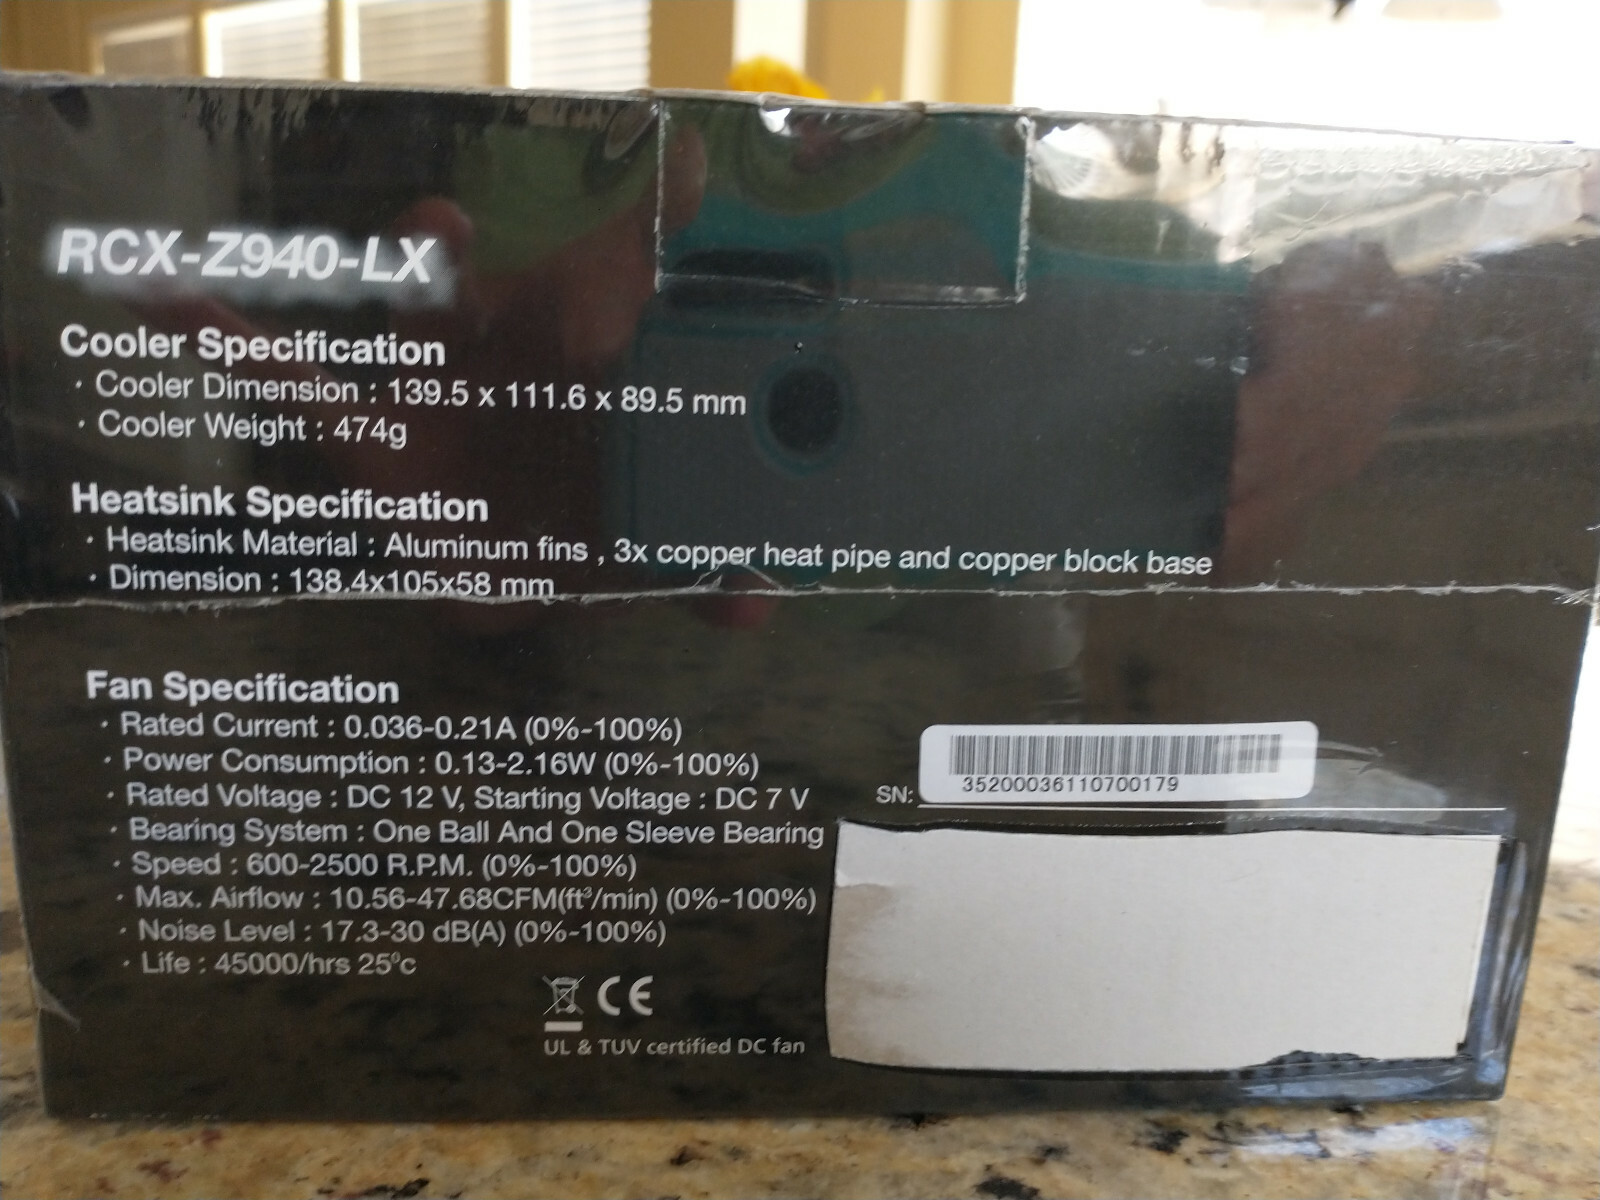 RCX-Z940-LX
Cooler Specification
· Cooler Dimension : 139.5 x 111.6 x 89.5 mm
· Cooler Weight : 474g
Heatsink Specification
· Heatsink Material : Aluminum fins , 3x copper heat pipe and copper block base
· Dimension : 138.4x105x58 mm
Fan Specification
· Rated Current : 0.036-0.21A (0%-100%)
· Power Consumption : 0.13-2.16W (0%-100%)
· Rated Voltage : DC 12 V, Starting Voltage : DC 7 V
· Bearing System : One Ball And One Sleeve Bearing
· Speed : 600-2500 R.P.M. (0%-100%)
· Max. Airflow : 10.56-47.68CFM(ft³/min) (0%-100%)
· Noise Level : 17.3-30 dB(A) (0%-100%)
· Life : 45000/hrs 25⁰c
CE
UL & TUV certified DC fan
SN:
35200036110700179